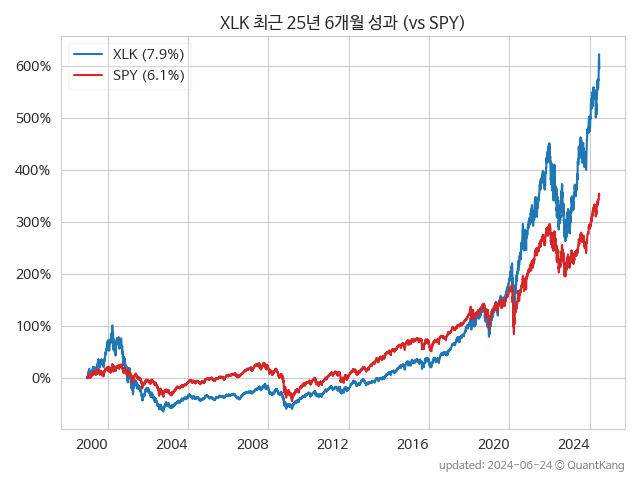 XLK 최근 25년 6개월 성과 (vs SPY)
XLK (7.9%)
SPY (6.1%)
600%
500%
400%
300%
200%
100%
0%
2000 2004 2008 2012 2016 2020 2024
updated: 2024-06-24 © QuantKang